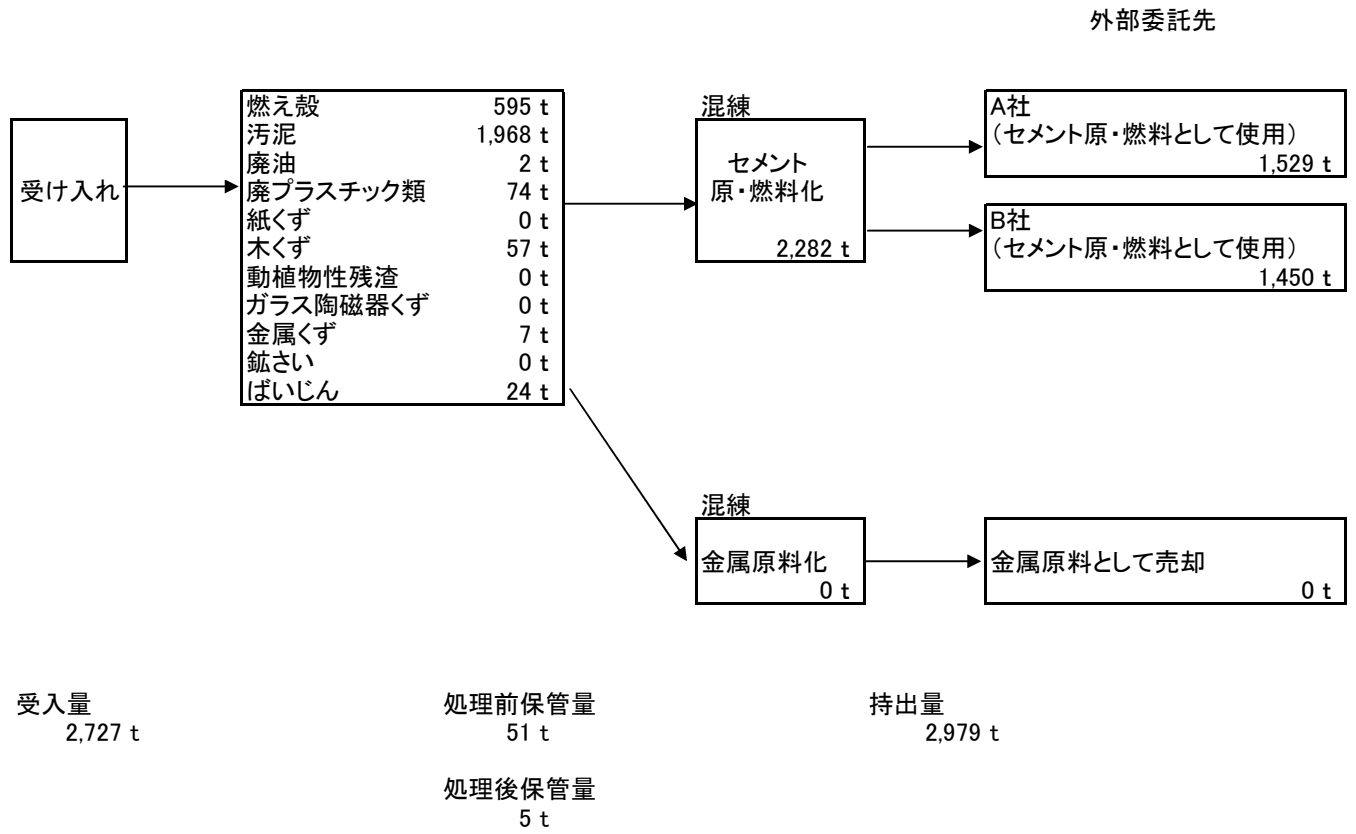 外部委託先
受け入れ
燃え殻 595 t
汚泥 1,968 t
廃油 2 t
廃プラスチック類 74 t
紙くず 0 t
木くず 57 t
動植物性残渣 0 t
ガラス陶磁器くず 0 t
金属くず 7 t
鉱さい 0 t
ばいじん 24 t
混練
セメント
原・燃料化
2,282 t
A社
(セメント原・燃料として使用)
1,529 t
B社
(セメント原・燃料として使用)
1,450 t
混練
金属原料化
0 t
金属原料として売却
0 t
受入量
2,727 t
処理前保管量
51 t
処理後保管量
5 t
持出量
2,979 t